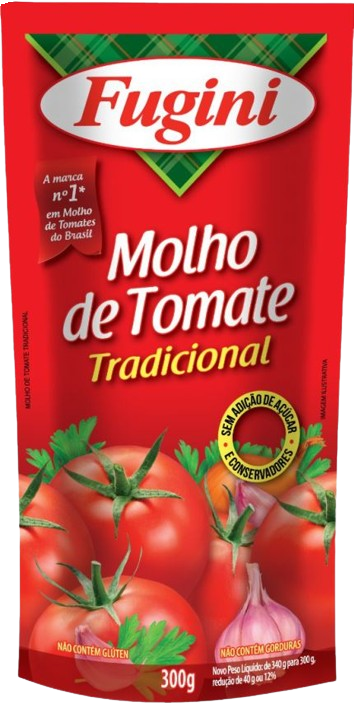 Fugini
A marca
nº1*
em Molho
de Tomates
do Brasil
Molho
de Tomate
Tradicional
MOLHO DE TOMATE TRADICIONAL
IMAGEM ILUSTRATIVA
SEM ADIÇÃO DE AÇÚCAR
E CONSERVADORES
NÃO CONTÉM GLÚTEN
NÃO CONTÉM GORDURAS
300g
Novo Peso Líquido: de 340 g para 300 g,
redução de 40 g ou 12%